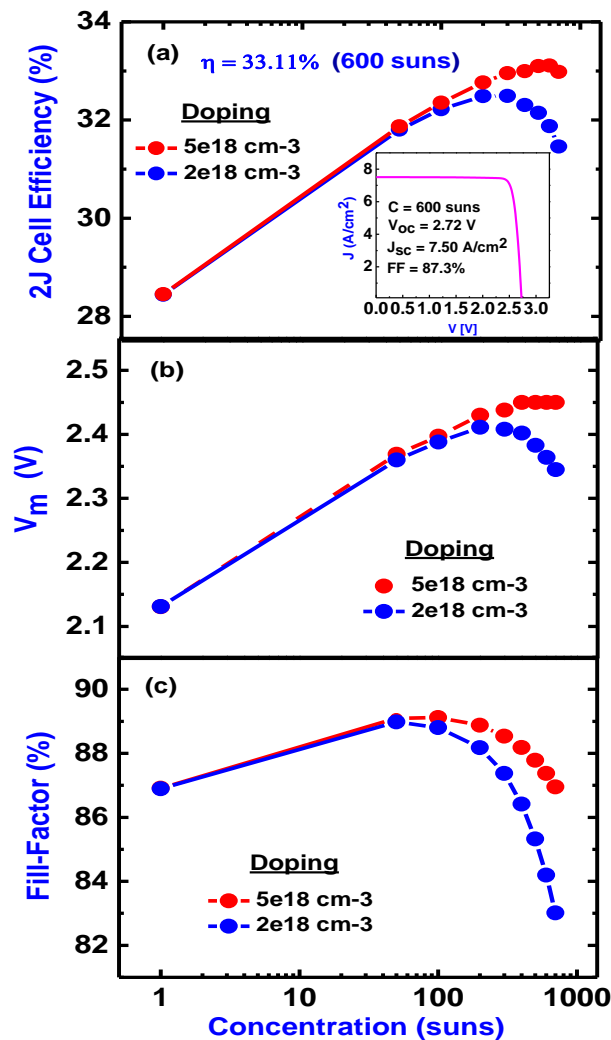 34
32
30
28
2J Cell Efficiency (%)
(a)
η = 33.11% (600 suns)
Doping
5e18 cm-3
2e18 cm-3
8
6
4
2
J (A/cm²)
C = 600 suns
VOC = 2.72 V
JSC = 7.50 A/cm²
FF = 87.3%
0.0 0.5 1.0 1.5 2.0 2.5 3.0
V [V]
2.5
2.4
2.3
2.2
2.1
Vm (V)
(b)
Doping
5e18 cm-3
2e18 cm-3
90
88
86
84
82
Fill-Factor (%)
(c)
Doping
5e18 cm-3
2e18 cm-3
1 10 100 1000
Concentration (suns)